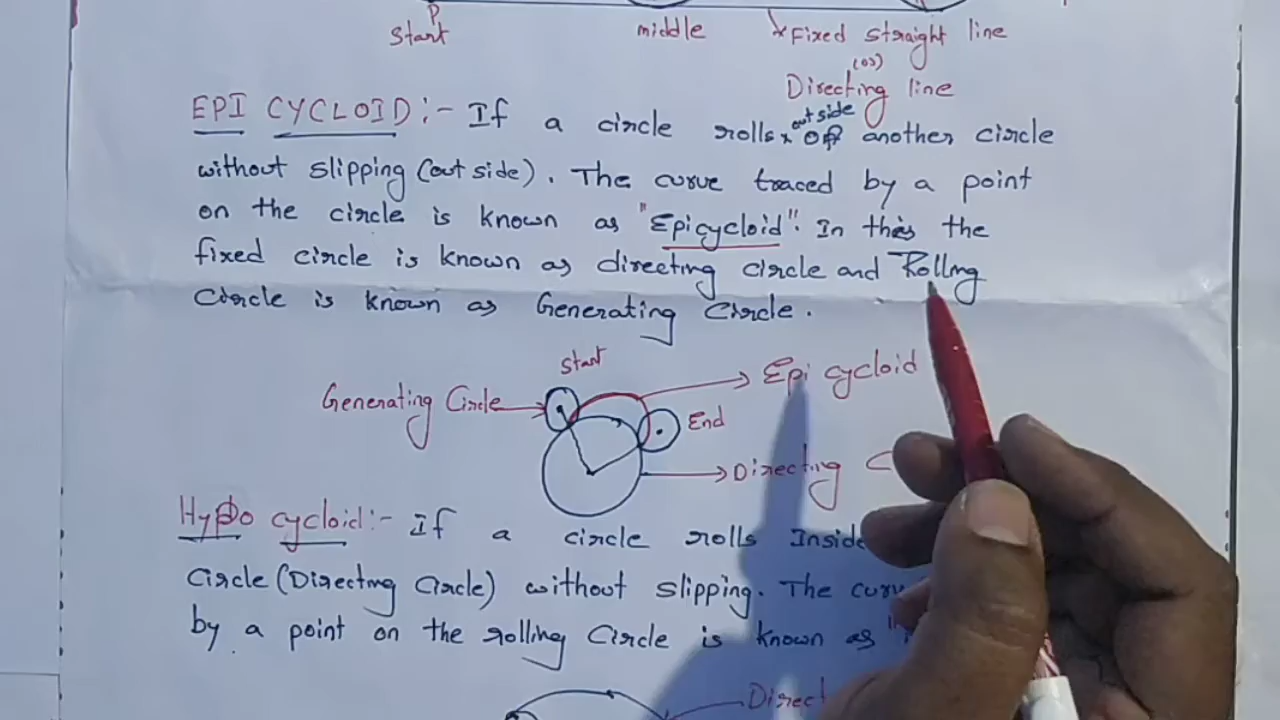 P
Start
middle
Fixed straight line
(or)
Directing line
EPI CYCLOID:- If a circle rolls outside of another circle
without slipping (out side). The curve traced by a point
on the circle is known as "Epicycloid". In this the
fixed circle is known as directing circle and Rolling
Circle is known as Generating Circle.
Start
Generating Circle
Epi cycloid
End
Directing C
Hypo cycloid:- If a circle rolls Inside
Circle (Directing Circle) without slipping. The curv
by a point on the rolling Circle is known as
Direct